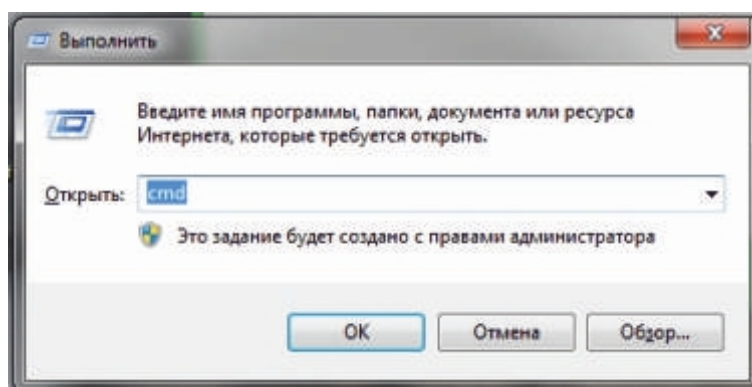 Выполнить
Введите имя программы, папки, документа или ресурса
Интернета, которые требуется открыть.
Открыть: cmd
Это задание будет создано с правами администратора
OK Отмена Обзор...